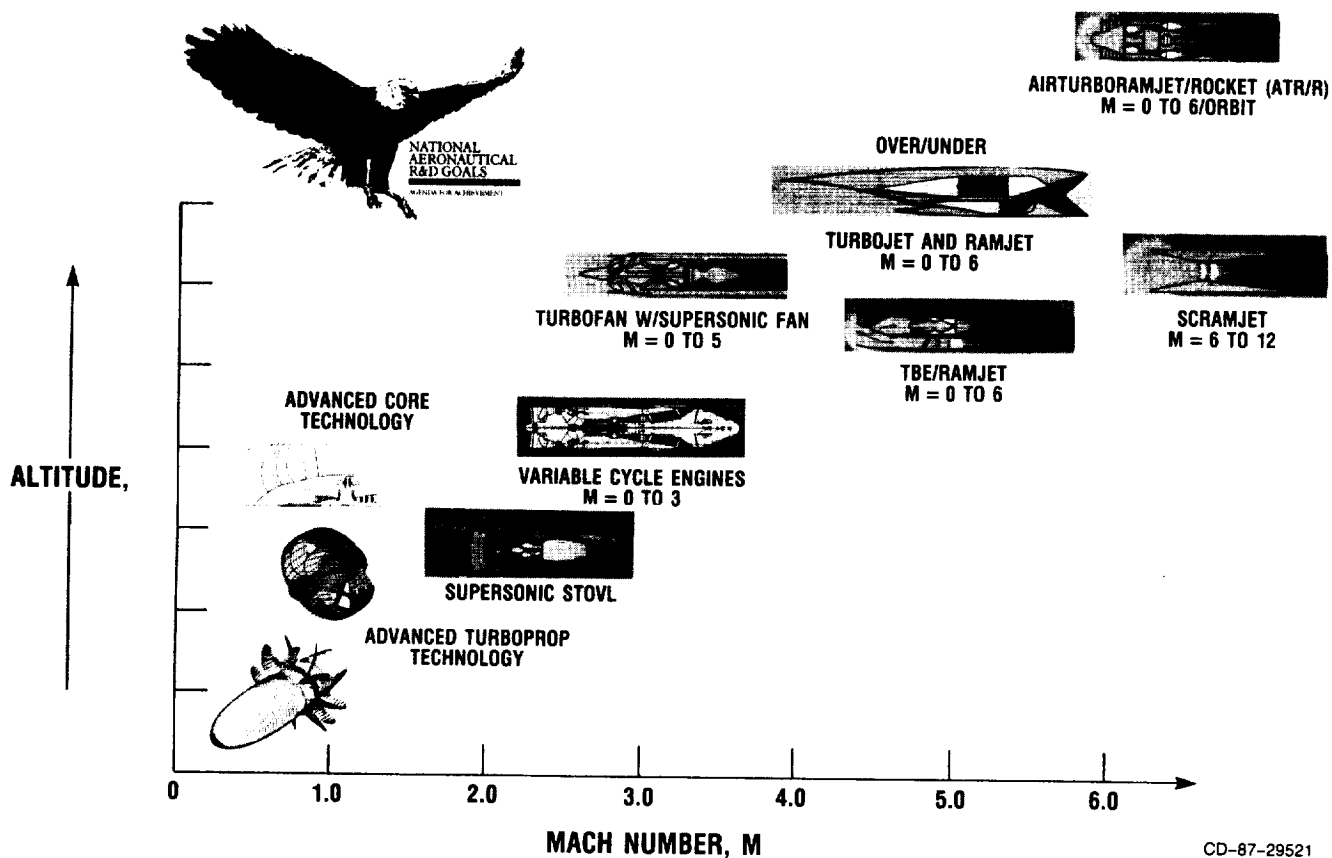 AIRTURBORAMJET/ROCKET (ATR/R)
M = 0 TO 6/ORBIT
NATIONAL
AERONAUTICAL
R&D GOALS
AGENDA FOR ACHIEVEMENT
OVER/UNDER
TURBOJET AND RAMJET
M = 0 TO 6
TURBOFAN W/SUPERSONIC FAN
M = 0 TO 5
SCRAMJET
M = 6 TO 12
TBE/RAMJET
M = 0 TO 6
ADVANCED CORE
TECHNOLOGY
VARIABLE CYCLE ENGINES
M = 0 TO 3
ALTITUDE,
SUPERSONIC STOVL
ADVANCED TURBOPROP
TECHNOLOGY
0 1.0 2.0 3.0 4.0 5.0 6.0
MACH NUMBER, M
CD-87-29521